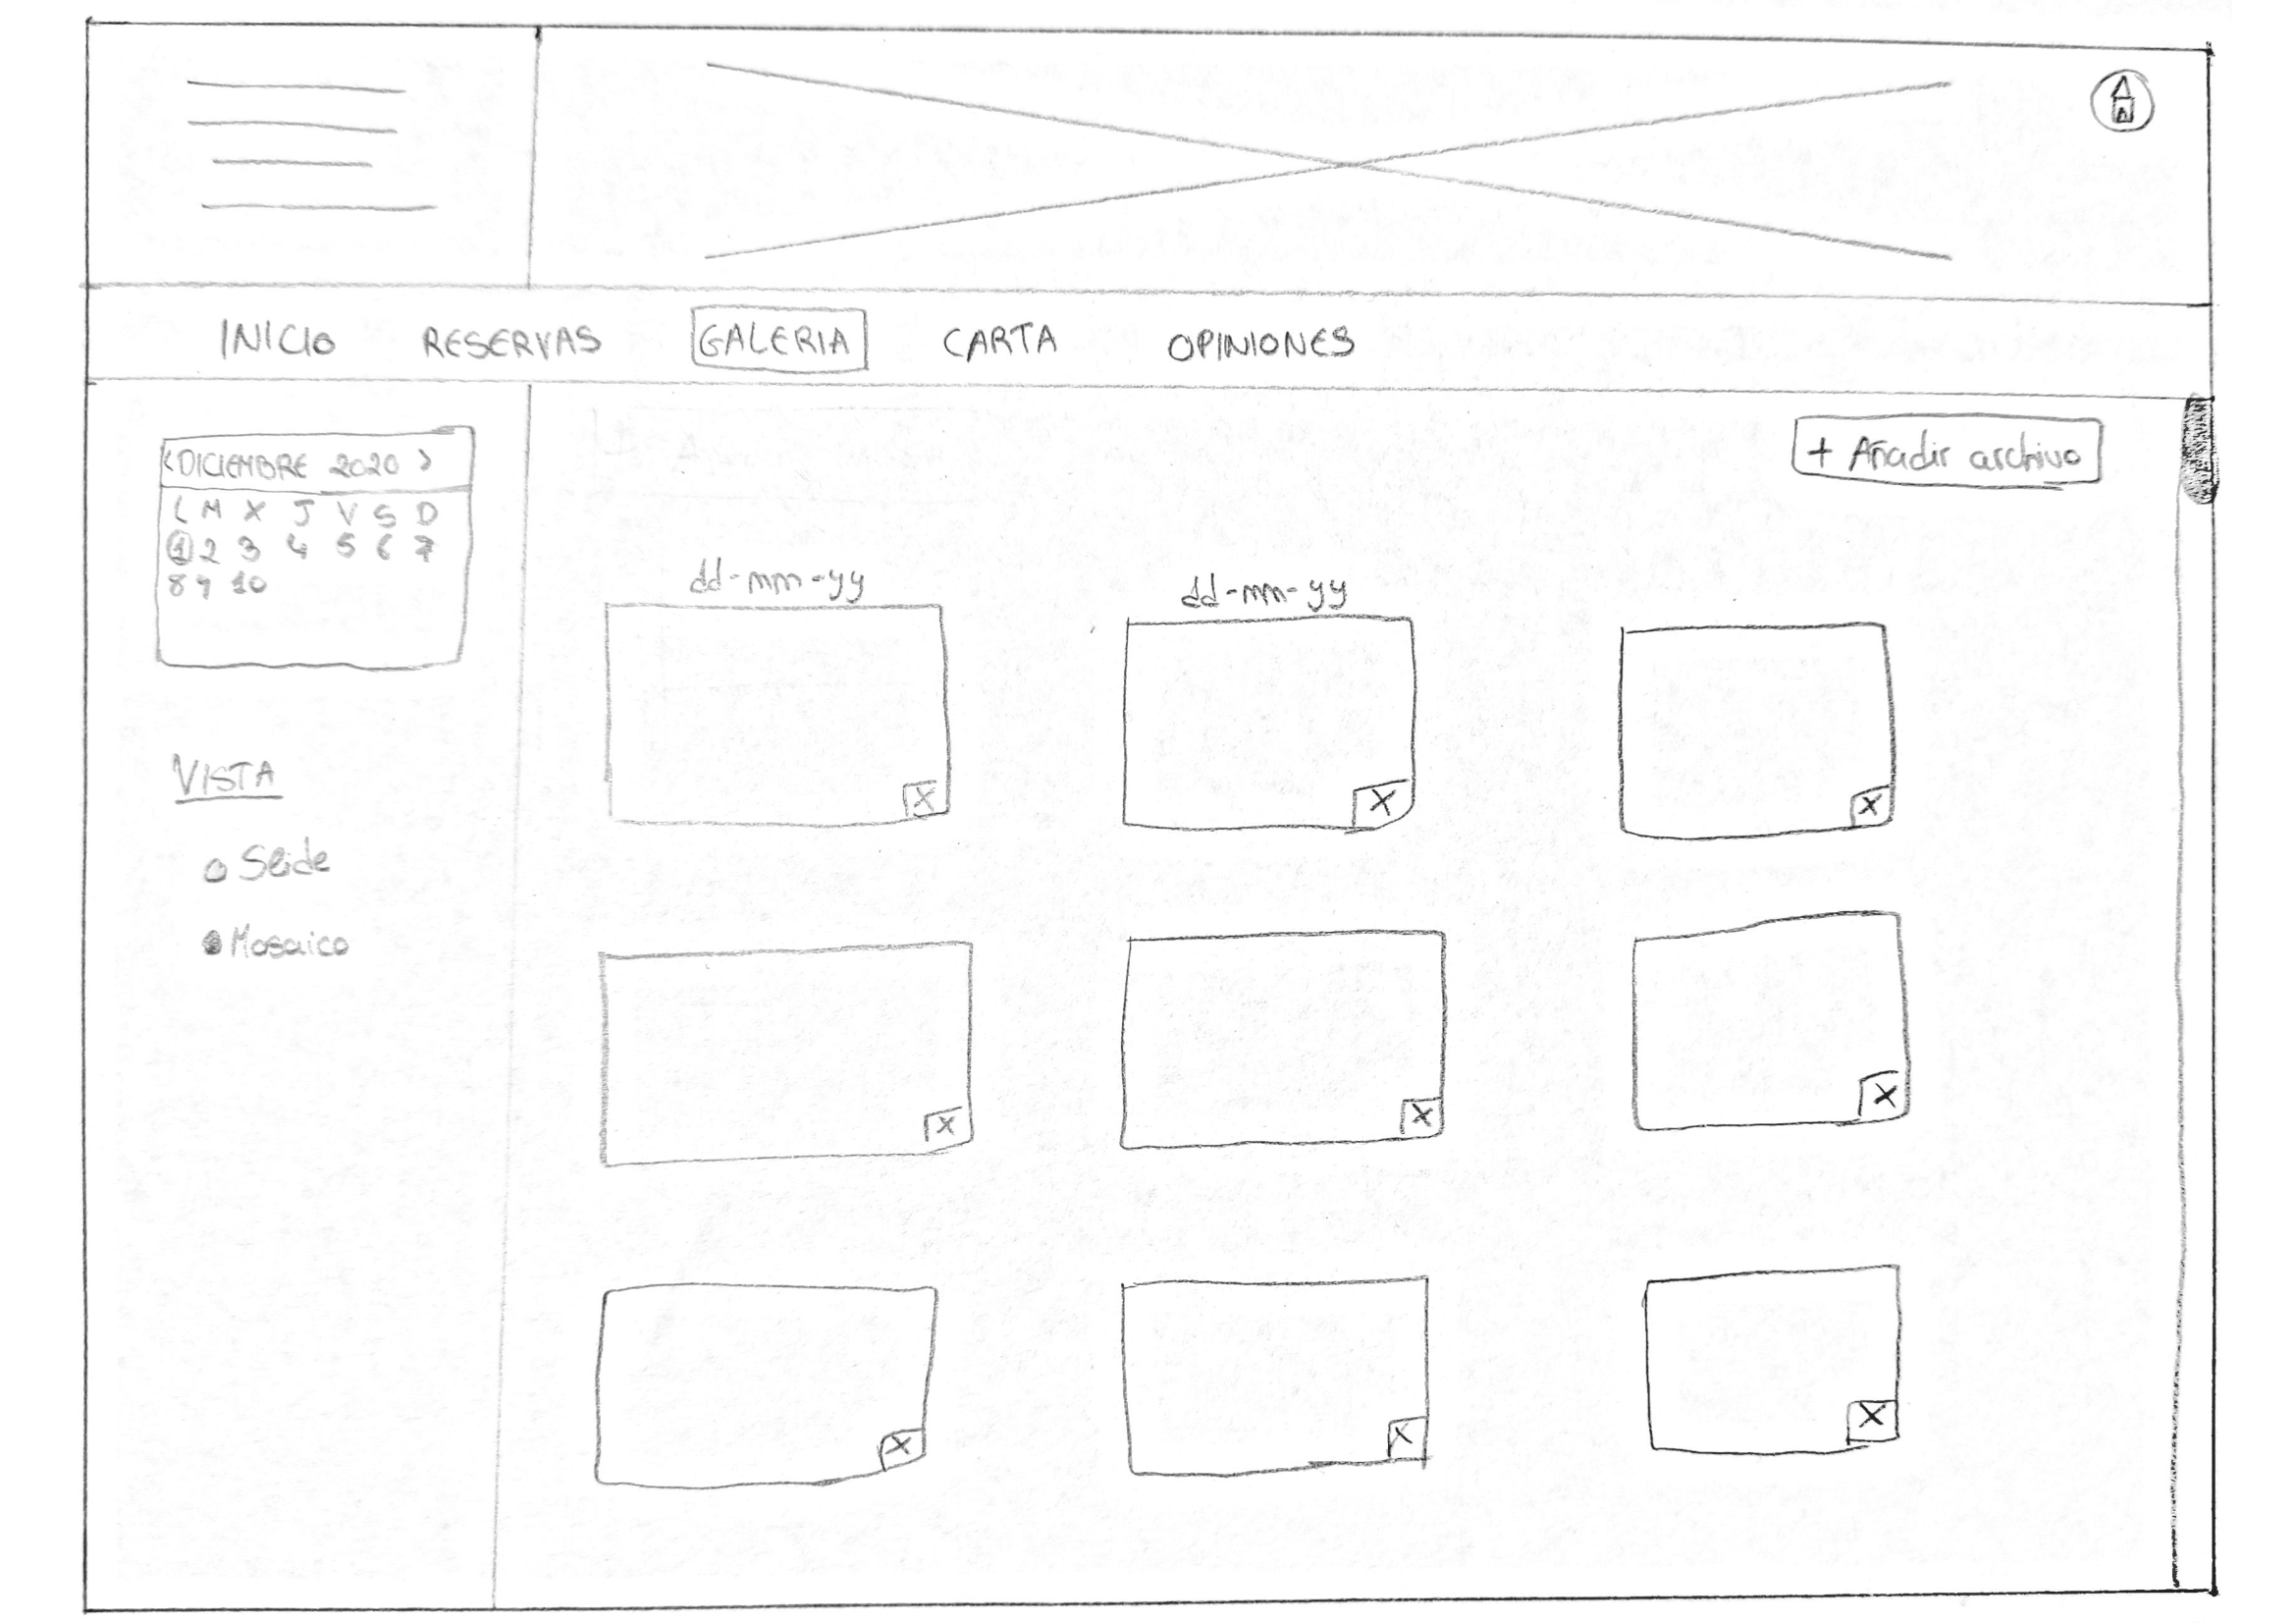 INICIO RESERVAS GALERIA CARTA OPINIONES
+ Añadir archivo
< DICIEMBRE 2020 >
L M X J V S D
1 2 3 4 5 6 7
8 9 10
dd-mm-yy dd-mm-yy
X X X
VISTA
Slide
Mosaico
X X X
X X X